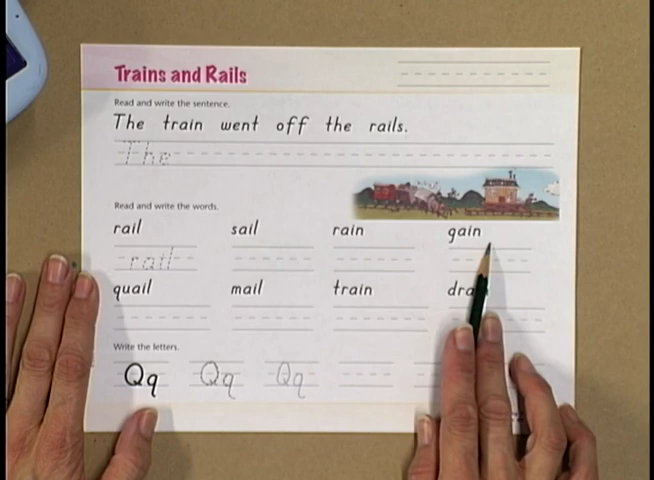 Trains and Rails
Read and write the sentence.
The train went off the rails.
The
Read and write the words.
rail sail rain gain
rail
quail mail train
Write the letters.
Qq Qq Qq